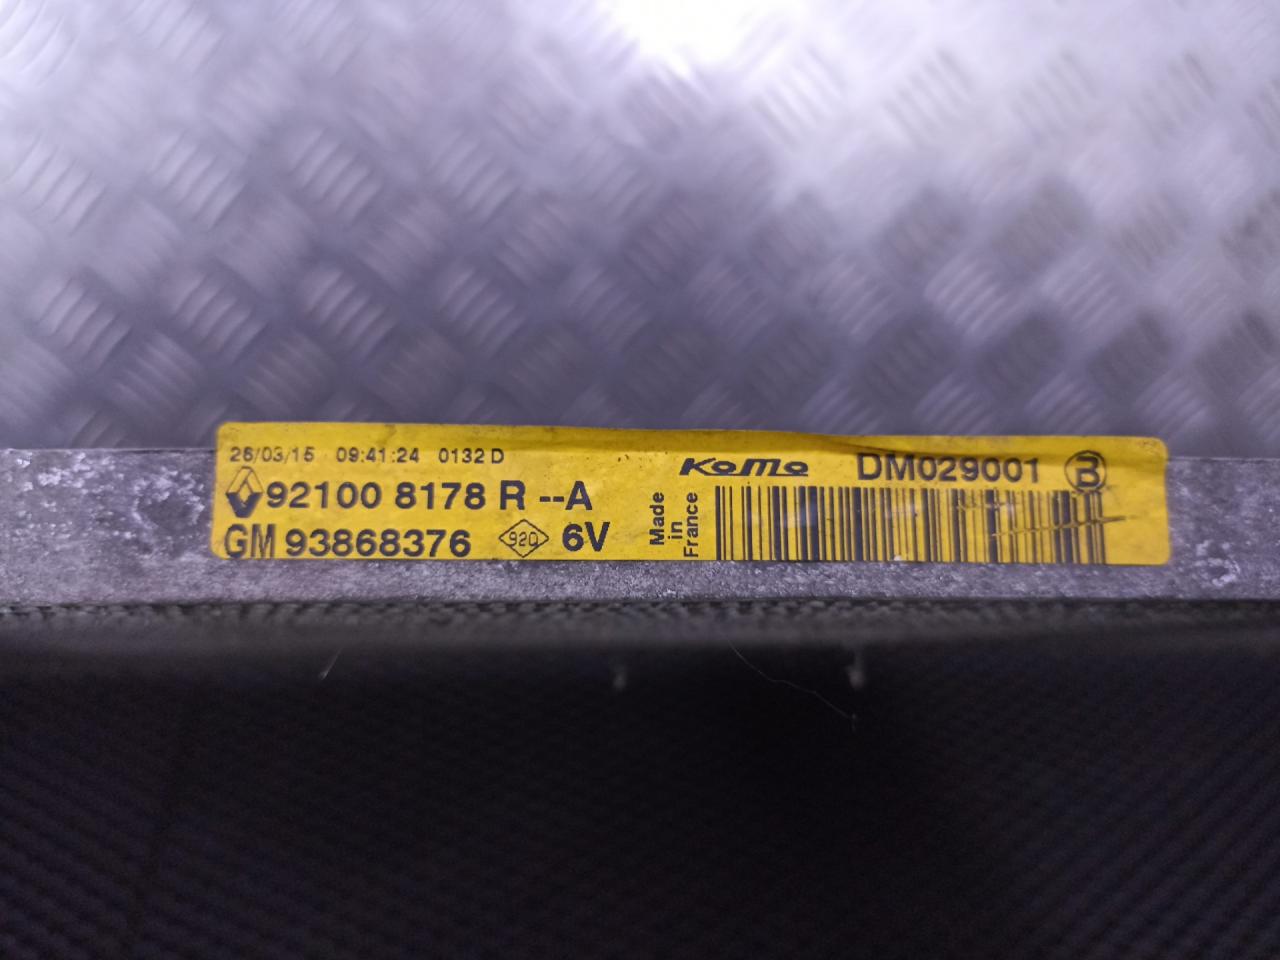 26/03/15 09:41:24 0132 D
92100 8178 R --A
GM 93868376 920 6V
Made in France
KoMo DM029001 B